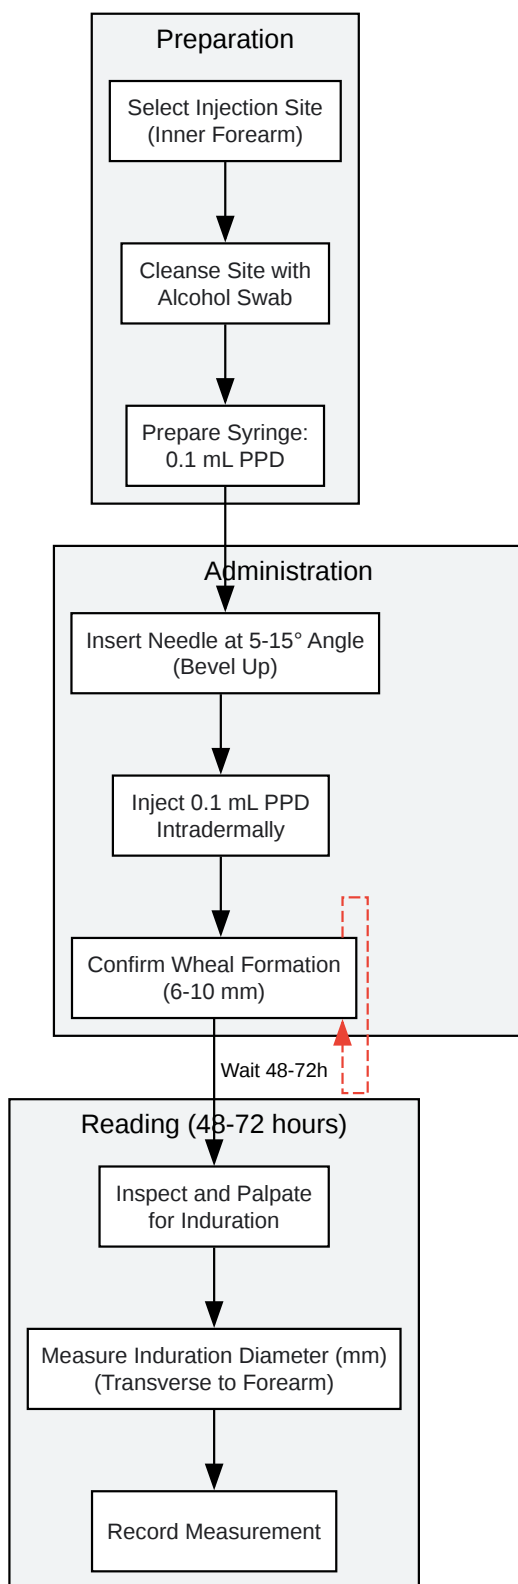 Preparation
Select Injection Site
(Inner Forearm)
Cleanse Site with
Alcohol Swab
Prepare Syringe:
0.1 mL PPD
Administration
Insert Needle at 5-15° Angle
(Bevel Up)
Inject 0.1 mL PPD
Intradermally
Confirm Wheal Formation
(6-10 mm)
Wait 48-72h
Reading (48-72 hours)
Inspect and Palpate
for Induration
Measure Induration Diameter (mm)
(Transverse to Forearm)
Record Measurement